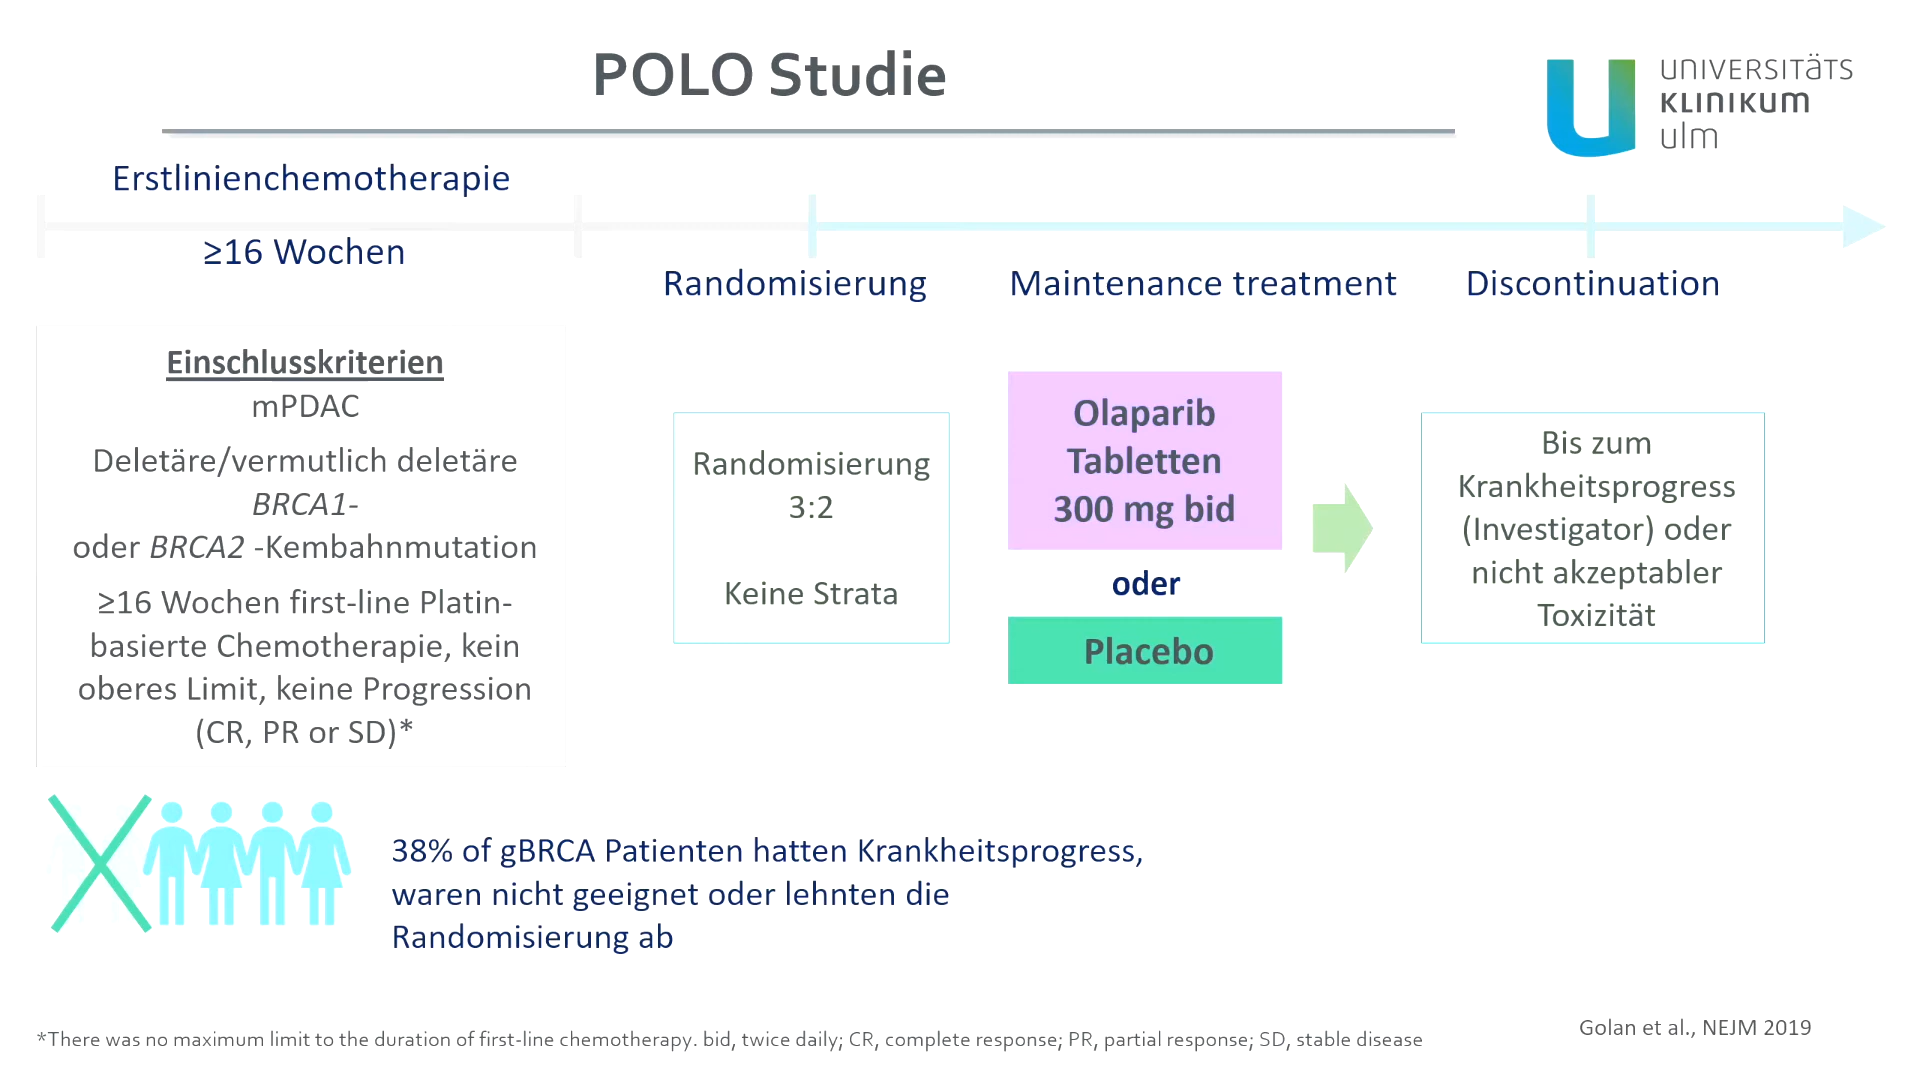 POLO Studie
UNIVERSITÄTS
KLINIKUM
ulm
Erstlinienchemotherapie
≥16 Wochen
Randomisierung
Maintenance treatment
Discontinuation
Einschlusskriterien
mPDAC
Deletäre/vermutlich deletäre
BRCA1-
oder BRCA2 -Kembahnmutation
≥16 Wochen first-line Platin-
basierte Chemotherapie, kein
oberes Limit, keine Progression
(CR, PR or SD)*
Randomisierung
3:2
Keine Strata
Olaparib
Tabletten
300 mg bid
oder
Placebo
Bis zum
Krankheitsprogress
(Investigator) oder
nicht akzeptabler
Toxizität
38% of gBRCA Patienten hatten Krankheitsprogress,
waren nicht geeignet oder lehnten die
Randomisierung ab
*There was no maximum limit to the duration of first-line chemotherapy. bid, twice daily; CR, complete response; PR, partial response; SD, stable disease
Golan et al., NEJM 2019